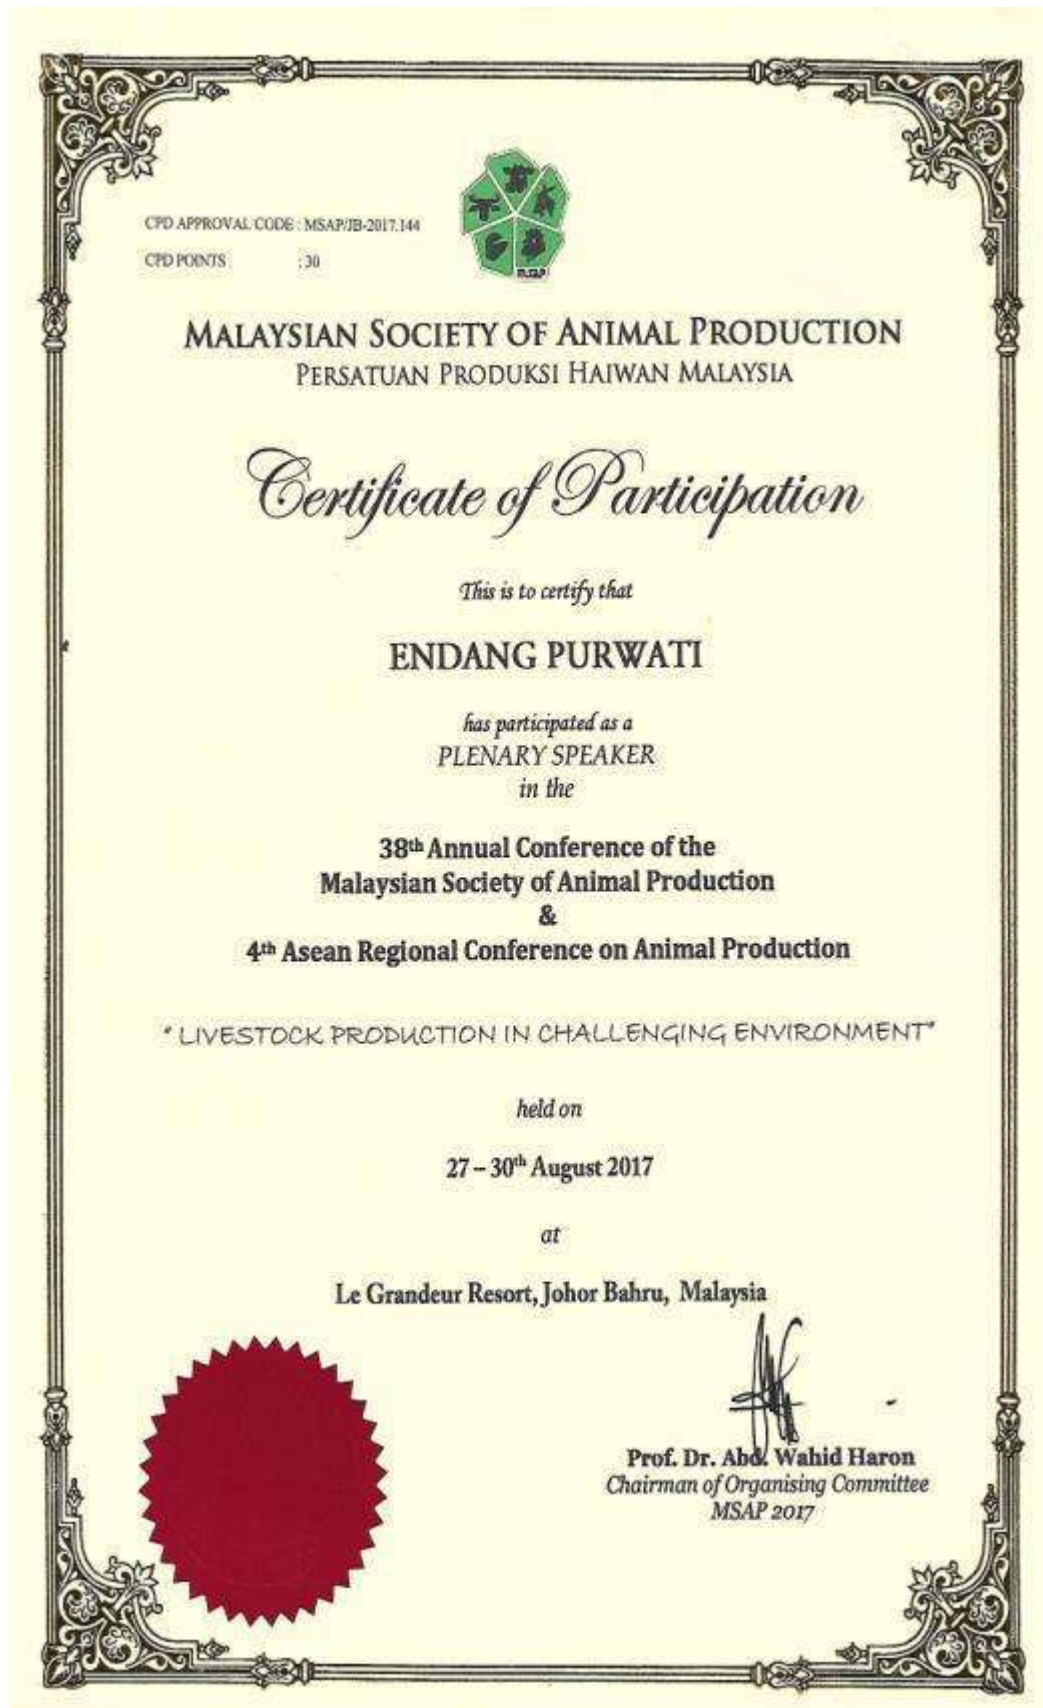 CPD APPROVAL CODE : MSAP/JB-2017.144
CPD POINTS : 30
MSAP
MALAYSIAN SOCIETY OF ANIMAL PRODUCTION
PERSATUAN PRODUKSI HAIWAN MALAYSIA
Certificate of Participation
This is to certify that
ENDANG PURWATI
has participated as a
PLENARY SPEAKER
in the
38th Annual Conference of the
Malaysian Society of Animal Production
&
4th Asean Regional Conference on Animal Production
" LIVESTOCK PRODUCTION IN CHALLENGING ENVIRONMENT"
held on
27 – 30th August 2017
at
Le Grandeur Resort, Johor Bahru, Malaysia
Prof. Dr. Abd. Wahid Haron
Chairman of Organising Committee
MSAP 2017